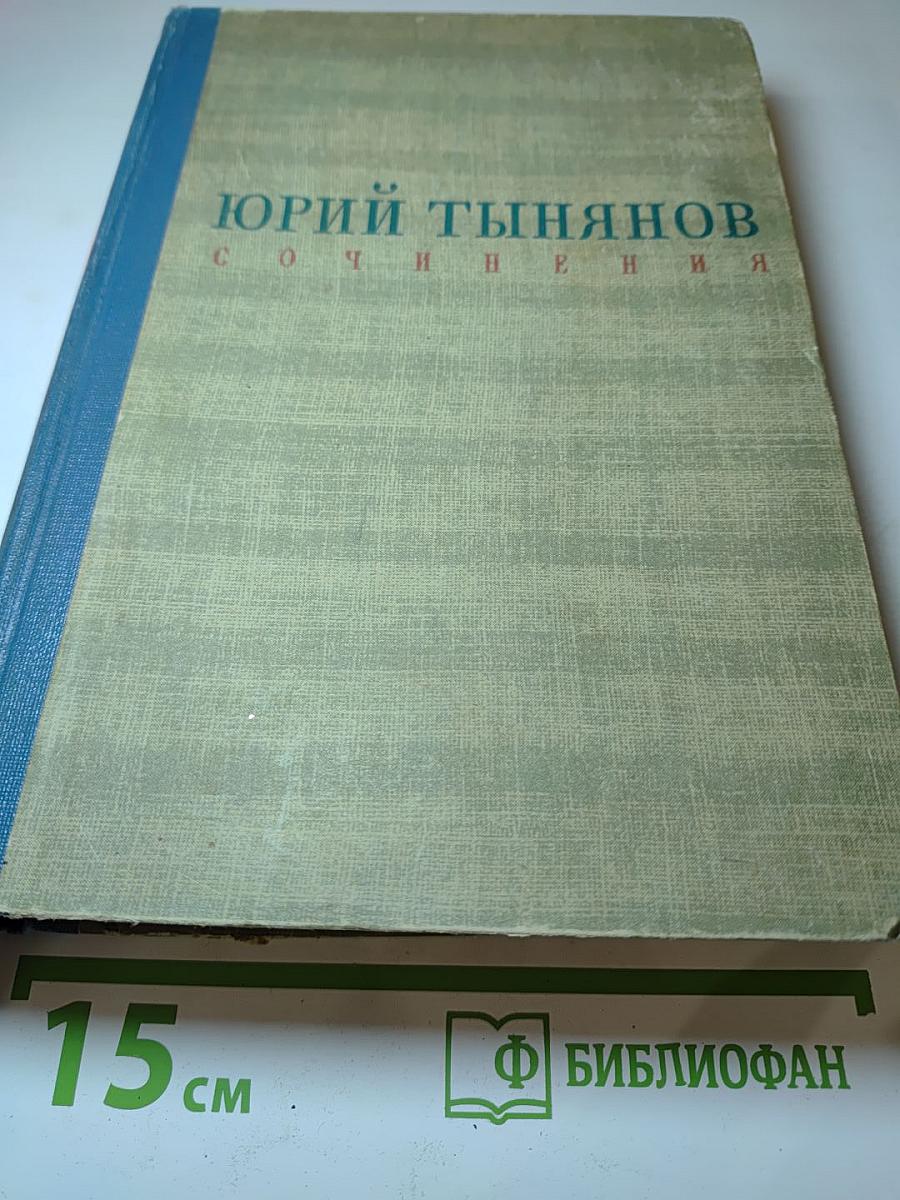 ЮРИЙ ТЫНЯНОВ
СОЧИНЕНИЯ
15 см
Ф БИБЛИОФАН